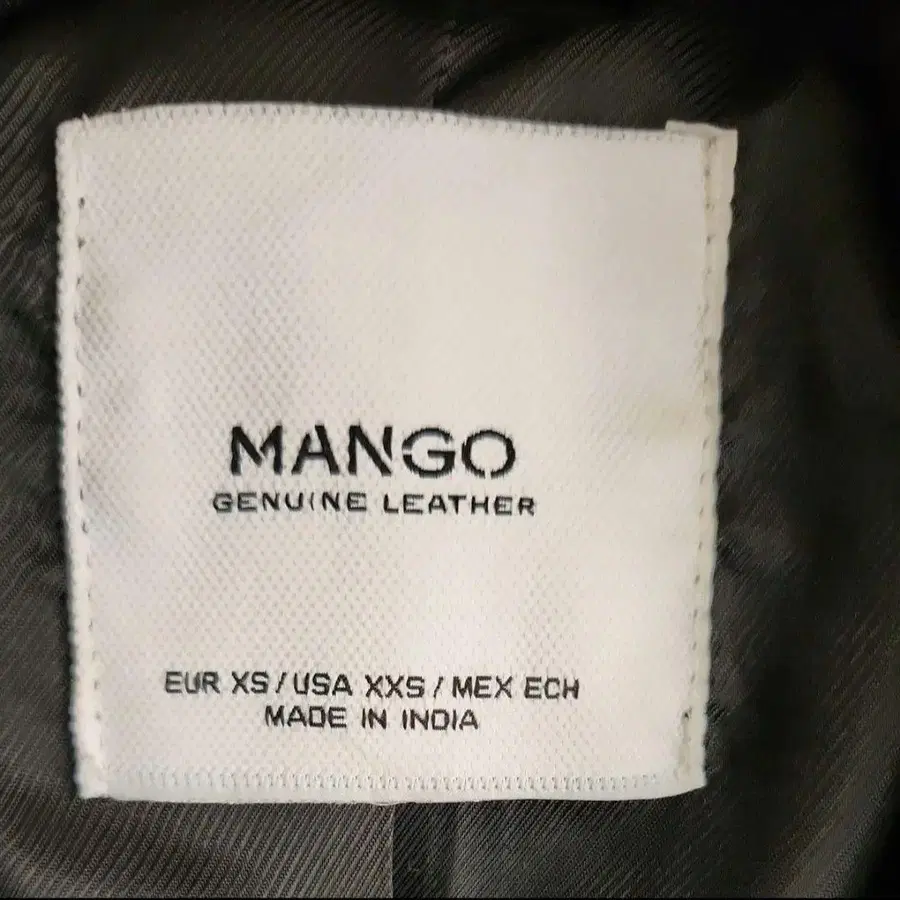 MANGO
GENUINE LEATHER
EUR XS / USA XXS / MEX ECH
MADE IN INDIA